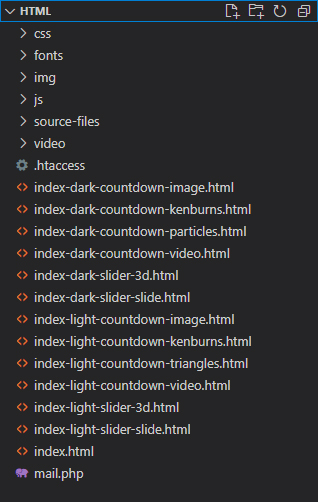 HTML
css
fonts
img
js
source-files
video
.htaccess
index-dark-countdown-image.html
index-dark-countdown-kenburns.html
index-dark-countdown-particles.html
index-dark-countdown-video.html
index-dark-slider-3d.html
index-dark-slider-slide.html
index-light-countdown-image.html
index-light-countdown-kenburns.html
index-light-countdown-triangles.html
index-light-countdown-video.html
index-light-slider-3d.html
index-light-slider-slide.html
index.html
mail.php